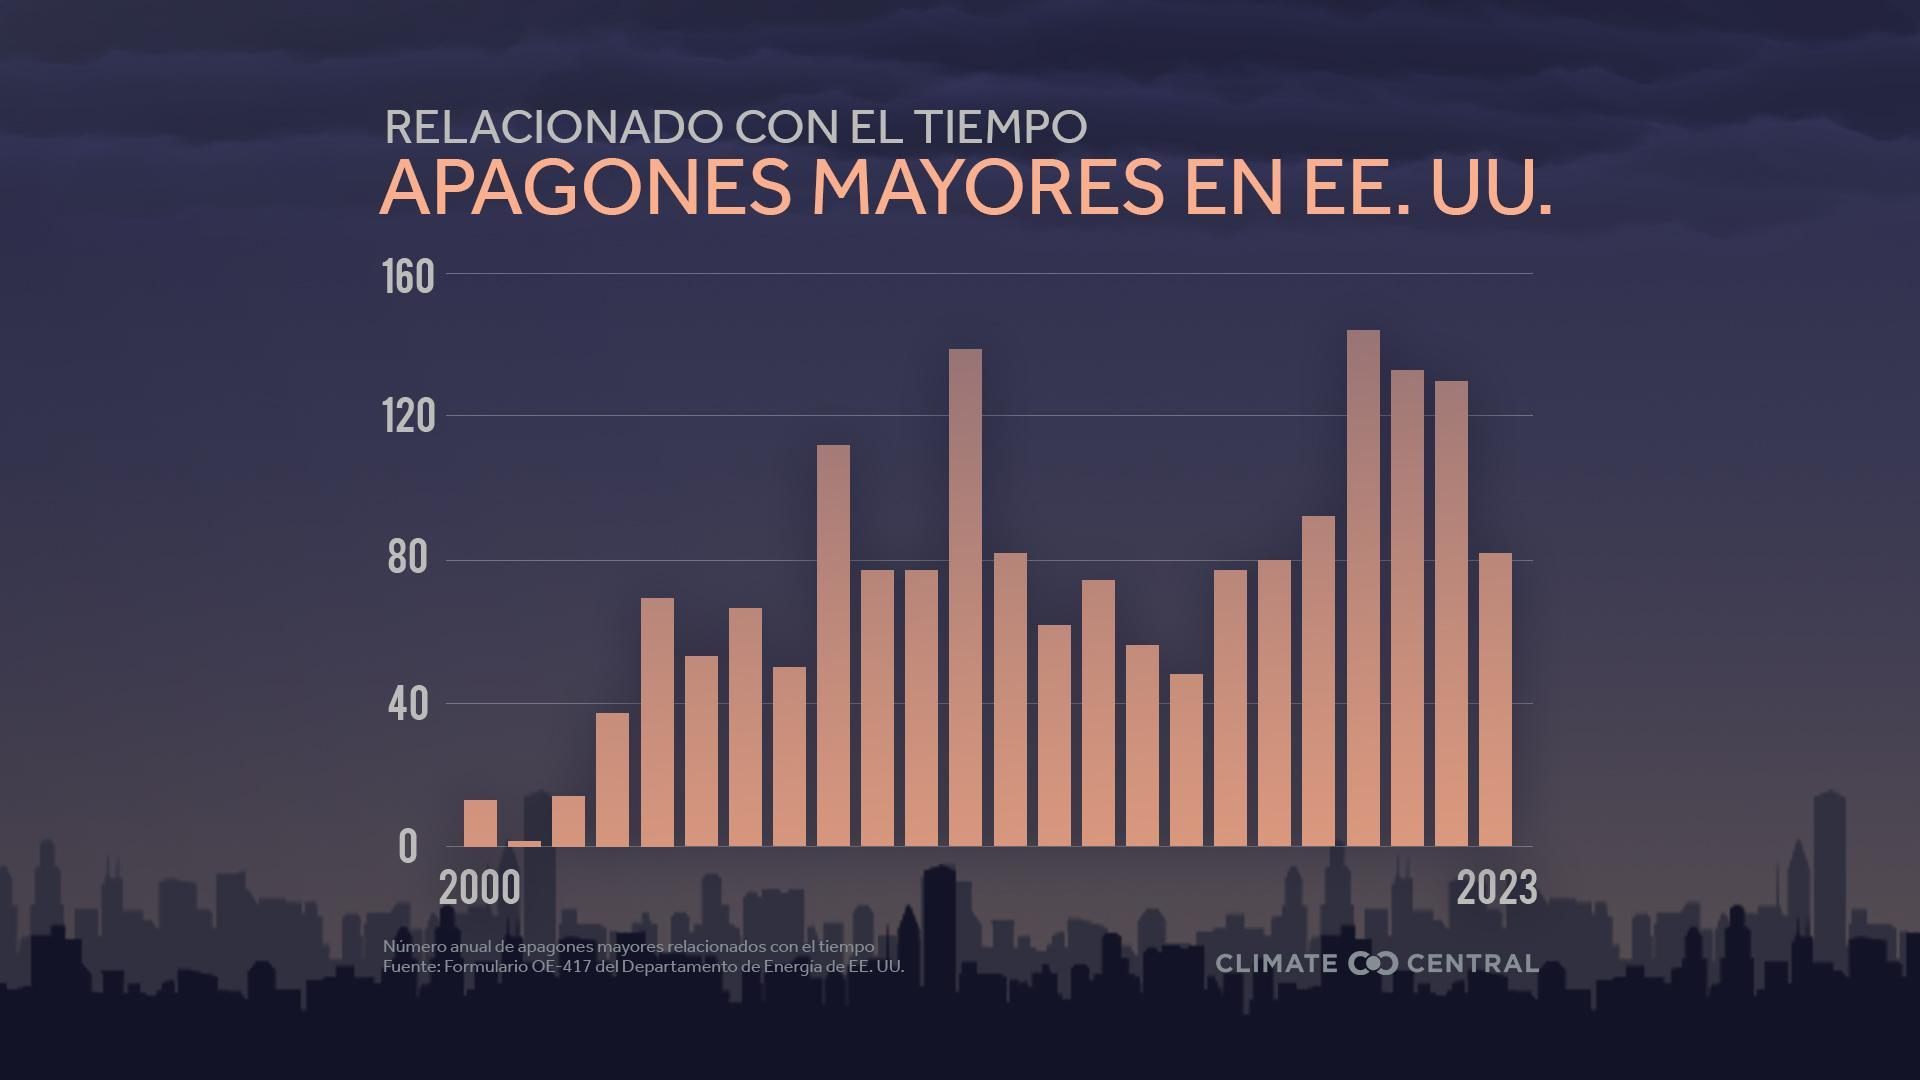 RELACIONADO CON EL TIEMPO
APAGONES MAYORES EN EE. UU.
160
120
80
40
0
2000
2023
Número anual de apagones mayores relacionados con el tiempo
Fuente: Formulario OE-417 del Departamento de Energia de EE. UU.
CLIMATE CENTRAL